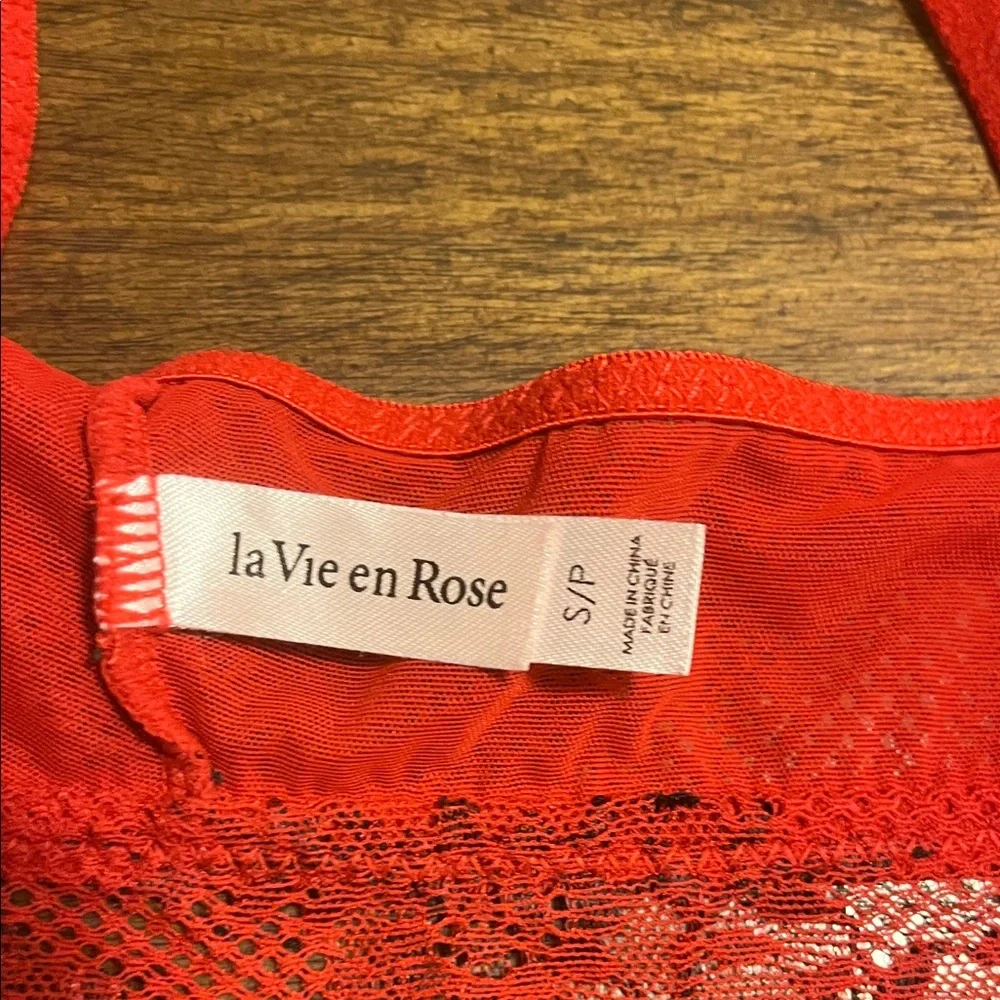 la Vie en Rose
S/P
MADE IN CHINA
FABRIQUÉ
EN CHINE